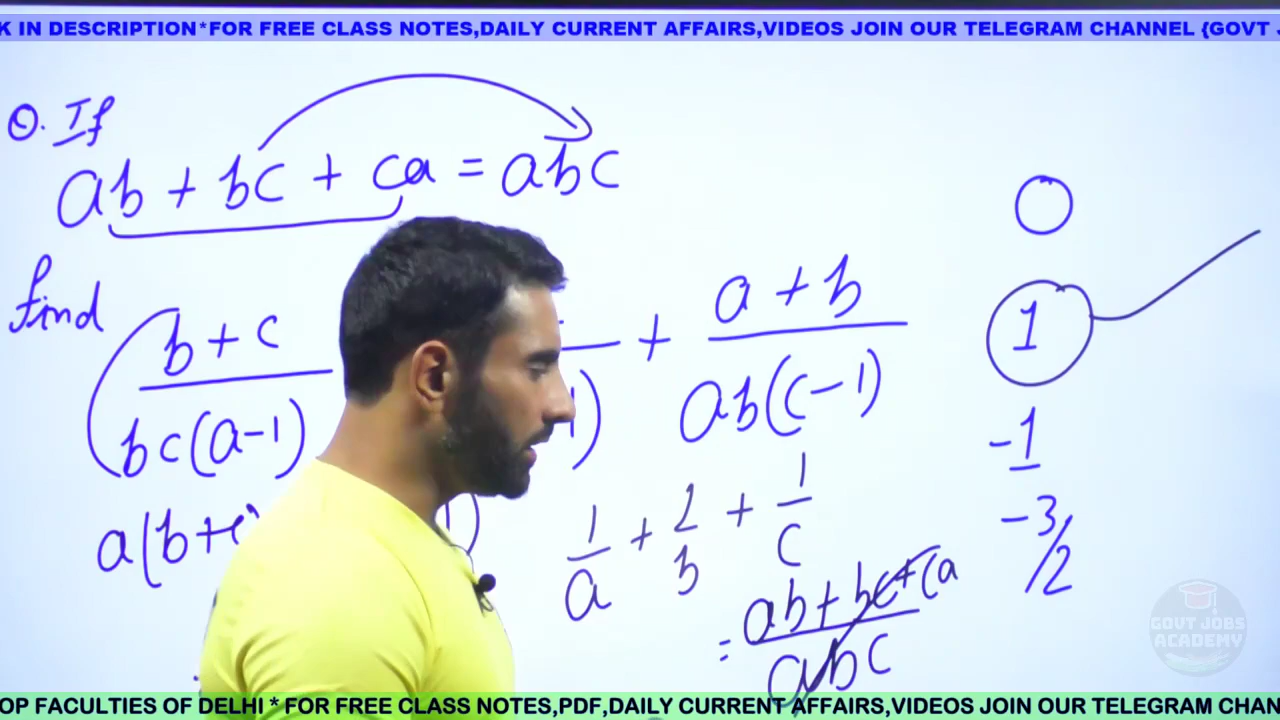 K IN DESCRIPTION*FOR FREE CLASS NOTES,DAILY CURRENT AFFAIRS,VIDEOS JOIN OUR TELEGRAM CHANNEL {GOVT J
Q. If
ab + bc + ca = abc
find
b + c / bc(a-1)
+ a + b / ab(c-1)
a(b+c
1/a + 1/b + 1/c
= ab + bc + ca / abc
0
1
-1
-3/2
GOVT JOBS
ACADEMY
OP FACULTIES OF DELHI * FOR FREE CLASS NOTES,PDF,DAILY CURRENT AFFAIRS,VIDEOS JOIN OUR TELEGRAM CHAN